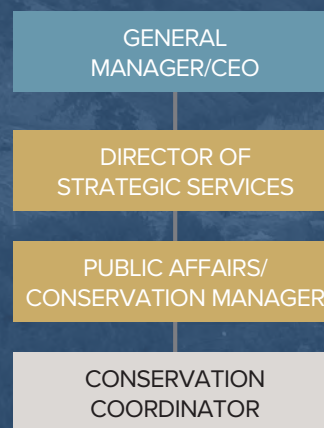 GENERAL
MANAGER/CEO
DIRECTOR OF
STRATEGIC SERVICES
PUBLIC AFFAIRS/
CONSERVATION MANAGER
CONSERVATION
COORDINATOR